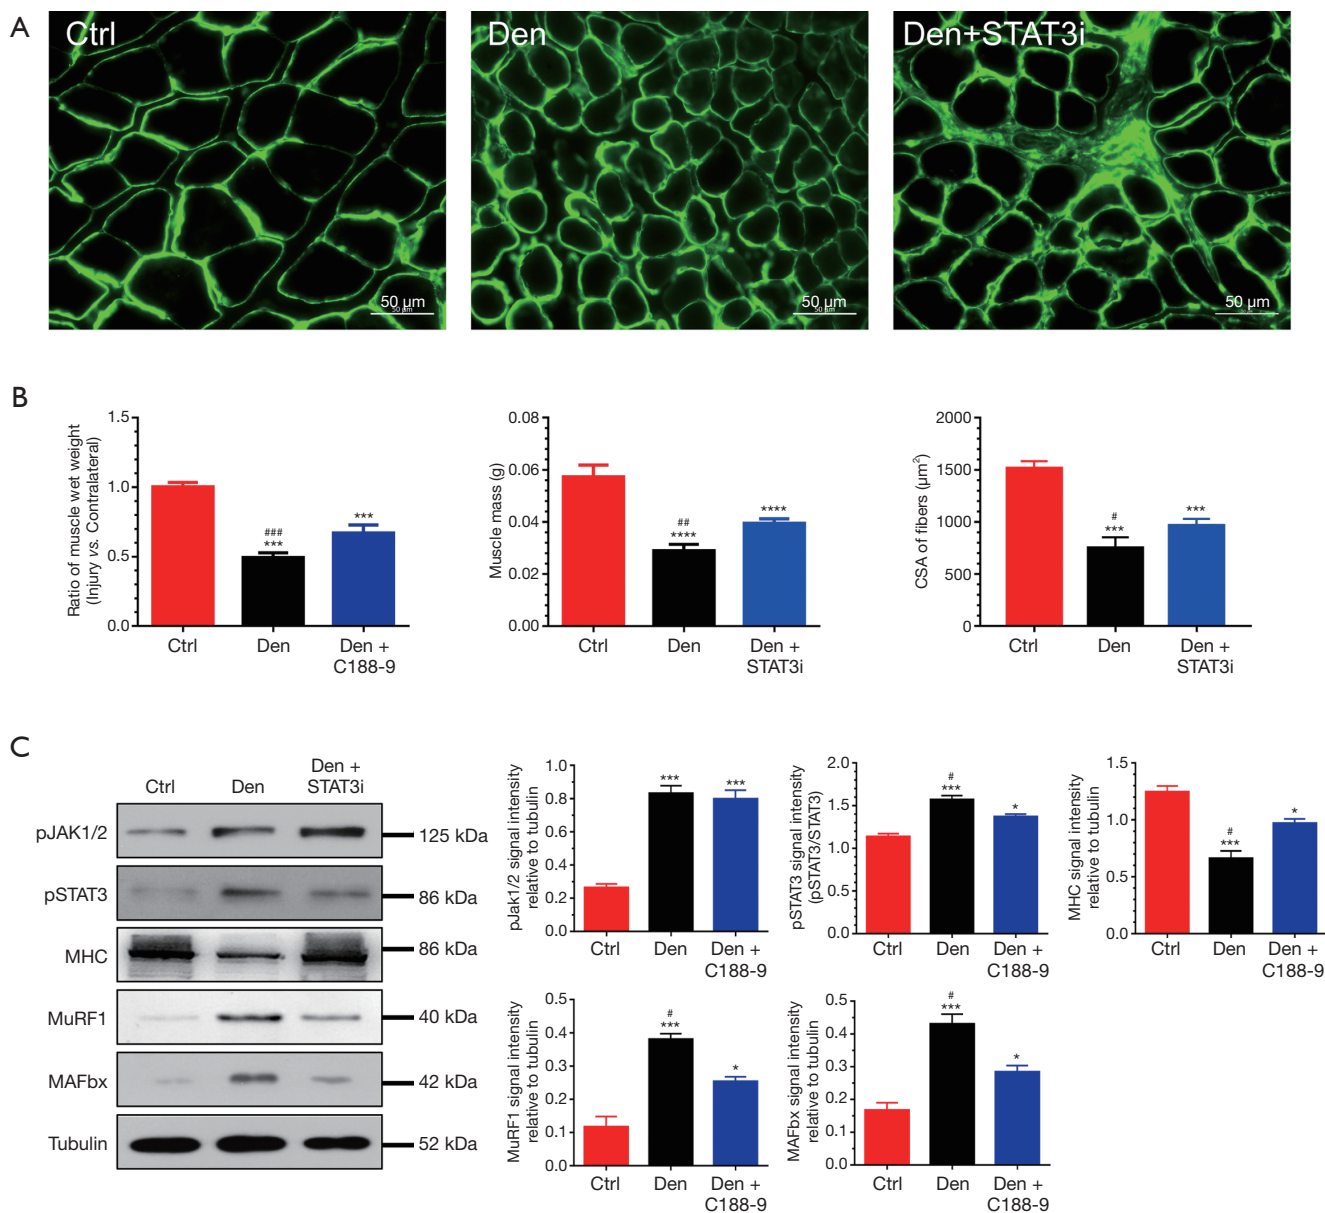 A
Ctrl
Den
Den+STAT3i
50 µm
50 µm
50 µm
50 µm
50 µm
B
Ratio of muscle wet weight
(Injury vs. Contralateral)
1.5
1.0
0.5
0.0
###
***
***
Ctrl
Den
Den +
C188-9
Muscle mass (g)
0.08
0.06
0.04
0.02
0.00
##
****
****
Ctrl
Den
Den +
STAT3i
CSA of fibers (µm²)
2000
1500
1000
500
0
#
***
***
Ctrl
Den
Den +
STAT3i
C
Ctrl
Den
Den +
STAT3i
pJAK1/2
125 kDa
pSTAT3
86 kDa
MHC
86 kDa
MuRF1
40 kDa
MAFbx
42 kDa
Tubulin
52 kDa
pJak1/2 signal intensity
relative to tubulin
1.0
0.8
0.6
0.4
0.2
0.0
***
***
Ctrl
Den
Den +
C188-9
pSTAT3 signal intensity
(pSTAT3/STAT3)
2.0
1.5
1.0
0.5
0.0
#
***
*
Ctrl
Den
Den +
C188-9
MHC signal intensity
relative to tubulin
1.5
1.0
0.5
0.0
#
***
*
Ctrl
Den
Den +
C188-9
MuRF1 signal intensity
relative to tubulin
0.5
0.4
0.3
0.2
0.1
0.0
#
***
*
Ctrl
Den
Den +
C188-9
MAFbx signal intensity
relative to tubulin
0.5
0.4
0.3
0.2
0.1
0.0
#
***
*
Ctrl
Den
Den +
C188-9